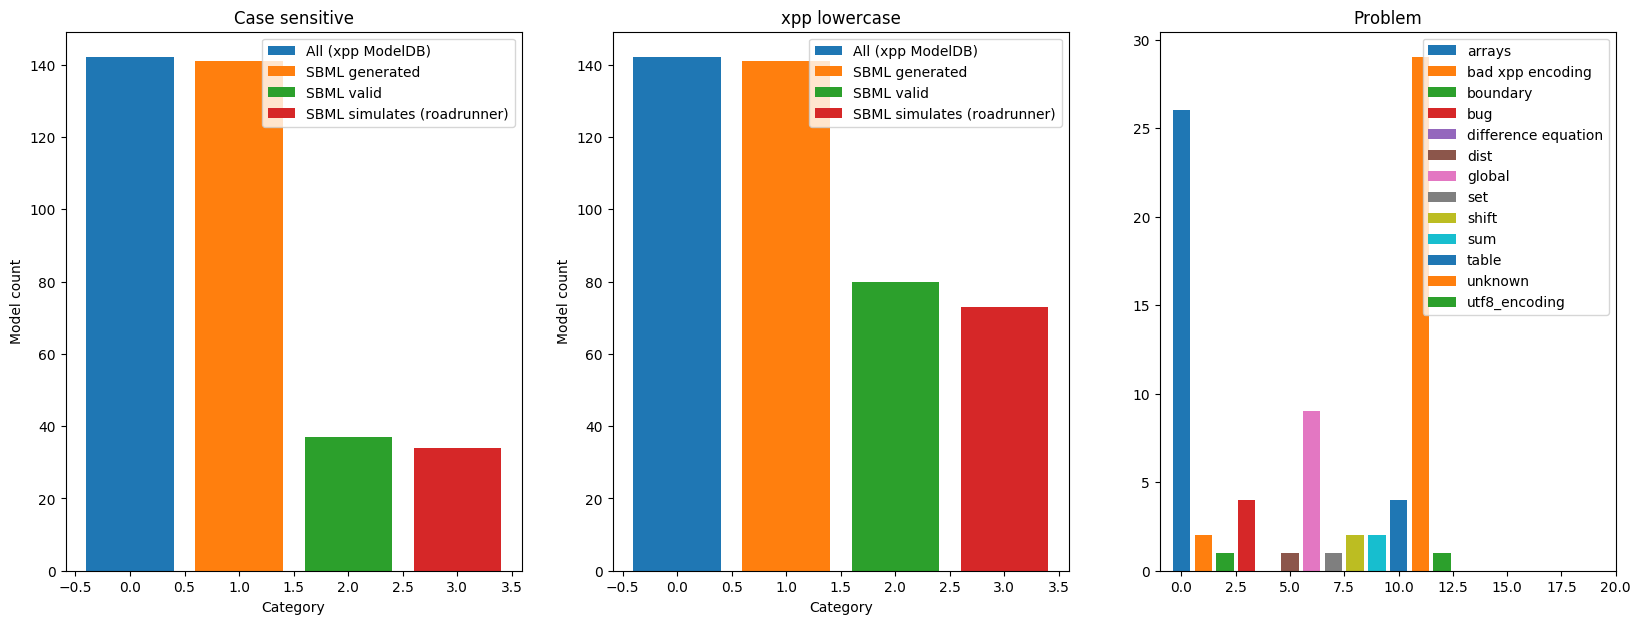 Case sensitive
140
120
100
80
60
40
20
0
Model count
−0.5
0.0
0.5
1.0
1.5
2.0
2.5
3.0
3.5
Category
All (xpp ModelDB)
SBML generated
SBML valid
SBML simulates (roadrunner)
xpp lowercase
140
120
100
80
60
40
20
0
Model count
−0.5
0.0
0.5
1.0
1.5
2.0
2.5
3.0
3.5
Category
All (xpp ModelDB)
SBML generated
SBML valid
SBML simulates (roadrunner)
Problem
30
25
20
15
10
5
0
0.0
2.5
5.0
7.5
10.0
12.5
15.0
17.5
20.0
arrays
bad xpp encoding
boundary
bug
difference equation
dist
global
set
shift
sum
table
unknown
utf8_encoding